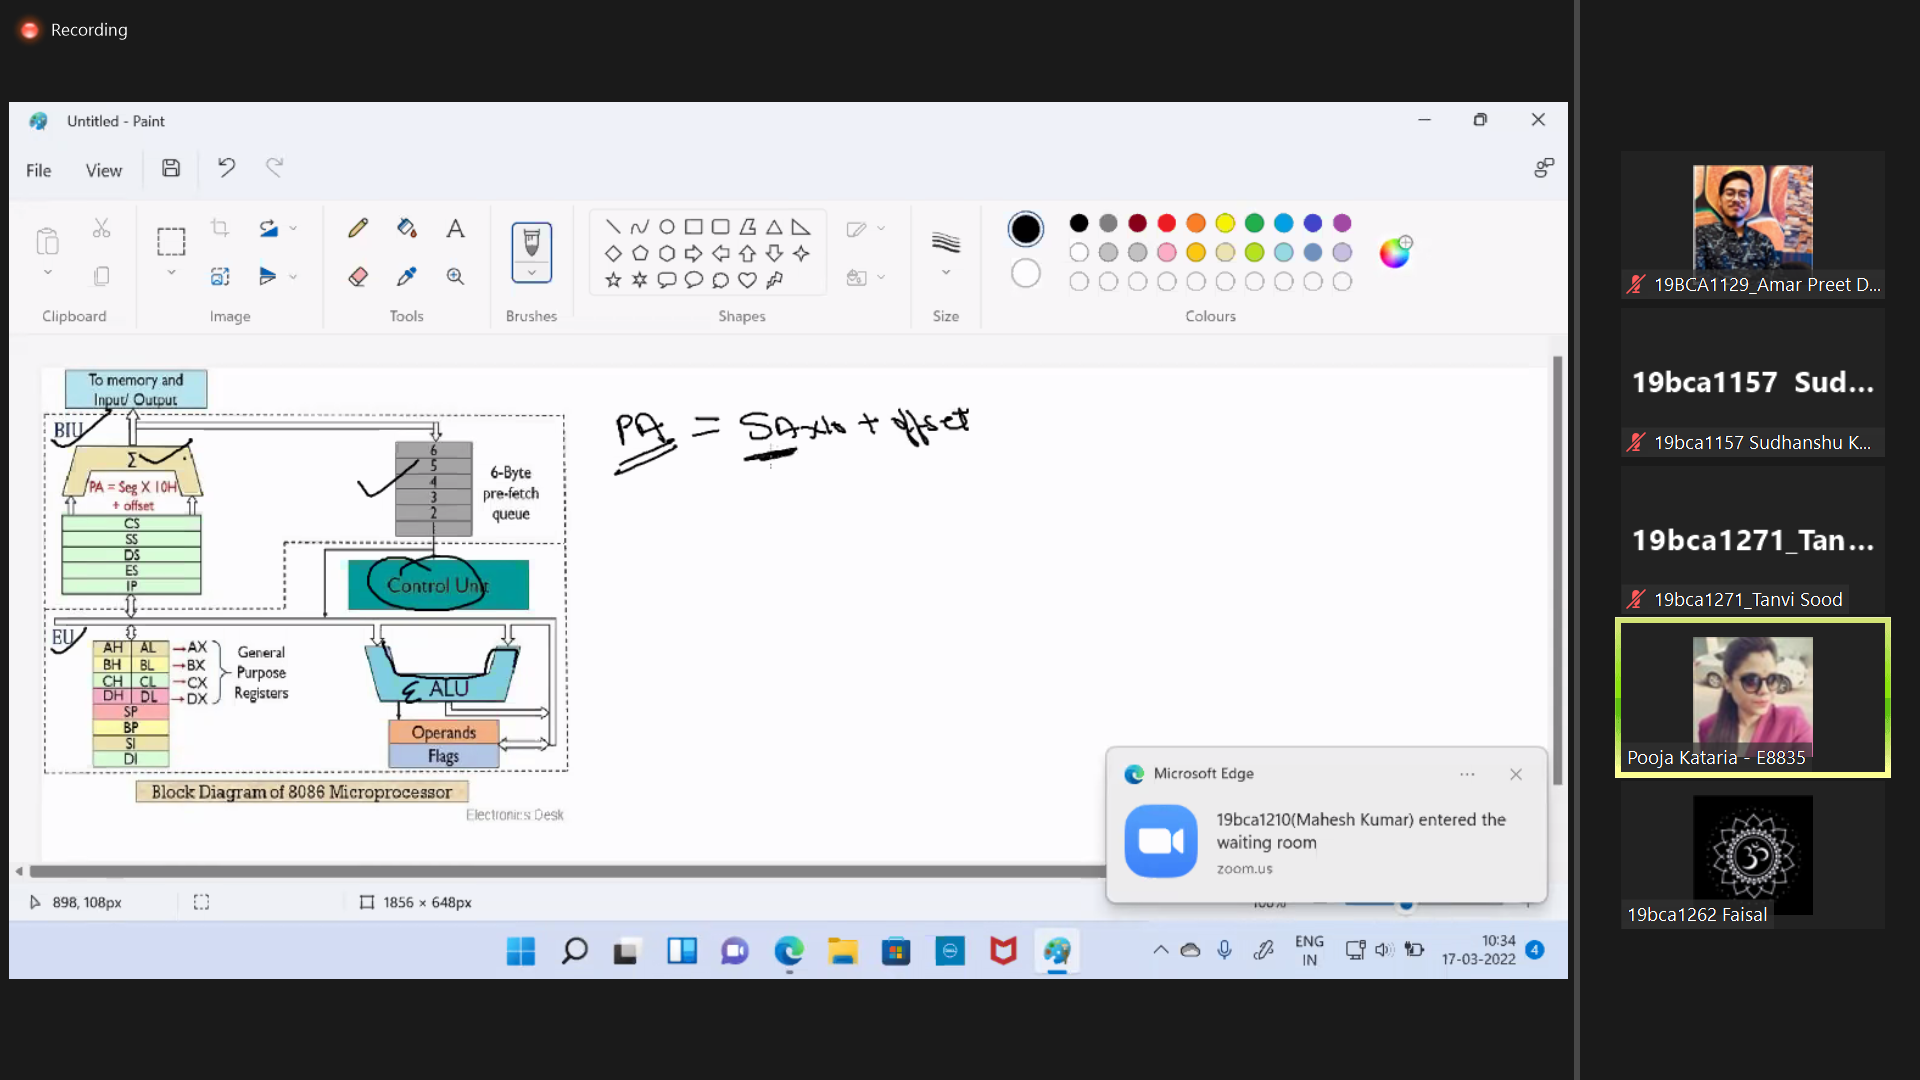 Recording
Untitled - Paint
File View
Clipboard
Image
Tools
Brushes
Shapes
Size
Colours
To memory and
Input/ Output
BIU
Σ
PA = Seg X 10H
+ offset
CS
SS
DS
ES
IP
6
5
4
3
2
1
6-Byte
pre-fetch
queue
Control Unit
EU
AH AL →AX
BH BL →BX
CH CL →CX
DH DL →DX
SP
BP
SI
DI
General
Purpose
Registers
Σ ALU
Operands
Flags
Block Diagram of 8086 Microprocessor
Electronics Desk
PA = SA x10 + offset
Microsoft Edge
19bca1210(Mahesh Kumar) entered the
waiting room
zoom.us
898, 108px
1856 × 648px
100%
ENG
IN
10:34
17-03-2022
4
19BCA1129_Amar Preet D...
19bca1157 Sud...
19bca1157 Sudhanshu K...
19bca1271_Tan...
19bca1271_Tanvi Sood
Pooja Kataria - E8835
19bca1262 Faisal